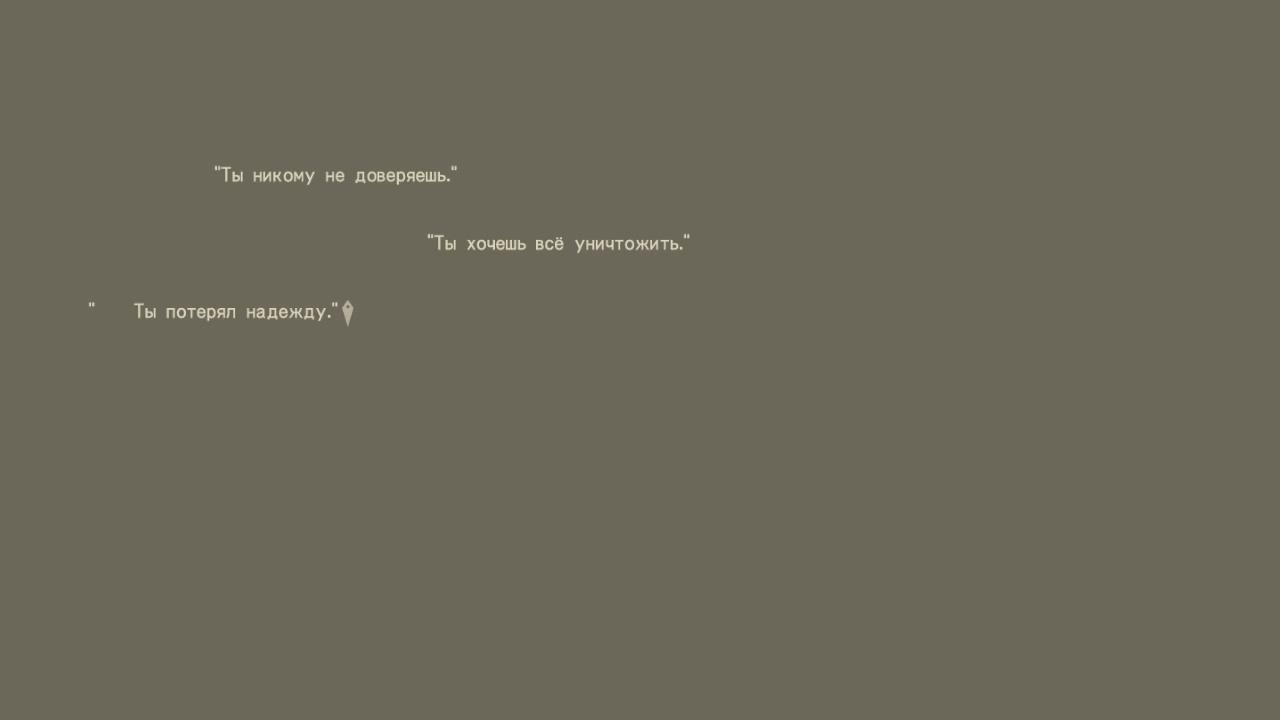 "Ты никому не доверяешь."
"Ты хочешь всё уничтожить."
"    Ты потерял надежду."